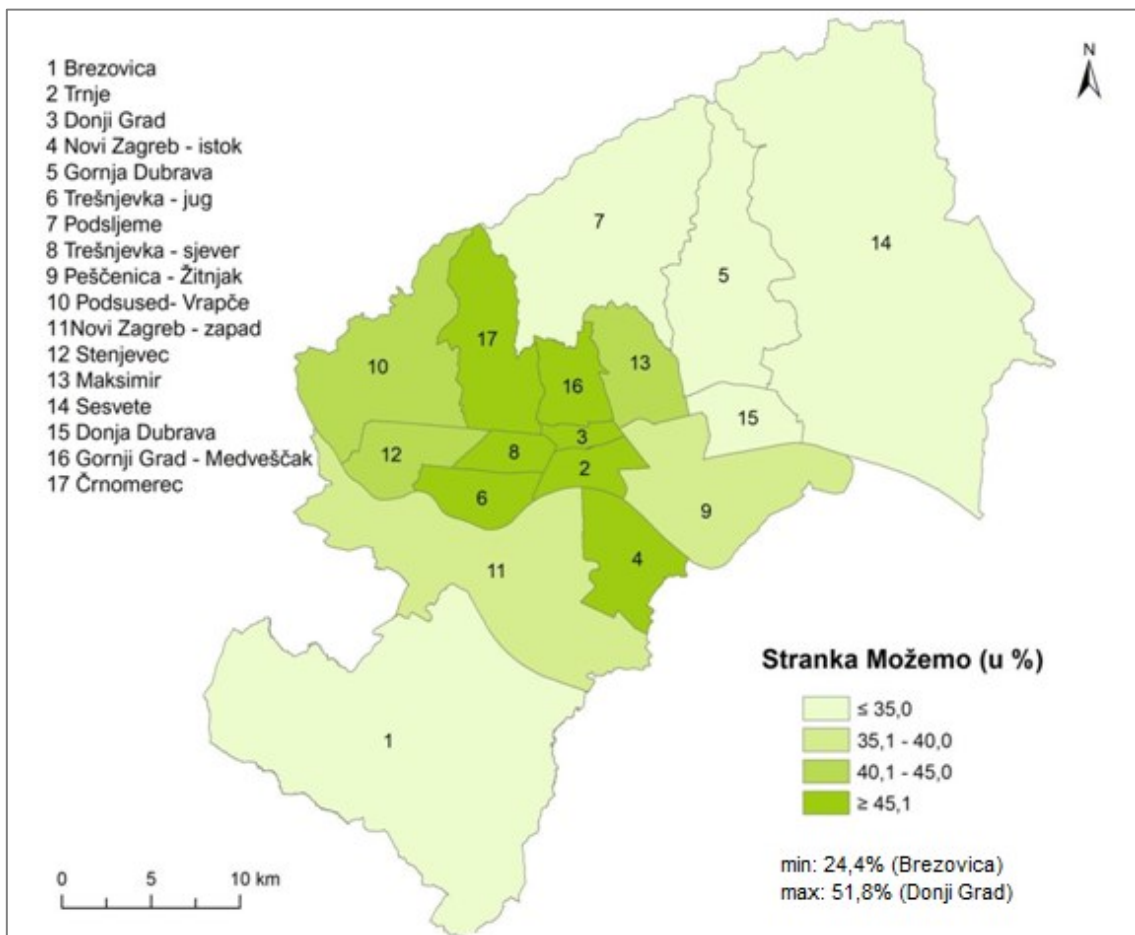 1 Brezovica
2 Trnje
3 Donji Grad
4 Novi Zagreb - istok
5 Gornja Dubrava
6 Trešnjevka - jug
7 Podsljeme
8 Trešnjevka - sjever
9 Peščenica - Žitnjak
10 Podsused- Vrapče
11Novi Zagreb - zapad
12 Stenjevec
13 Maksimir
14 Sesvete
15 Donja Dubrava
16 Gornji Grad - Medveščak
17 Črnomerec
N
7
14
5
17
13
10
16
15
3
12
8
2
6
9
4
11
1
Stranka Možemo (u %)
≤ 35,0
35,1 - 40,0
40,1 - 45,0
≥ 45,1
min: 24,4% (Brezovica)
max: 51,8% (Donji Grad)
0 5 10 km